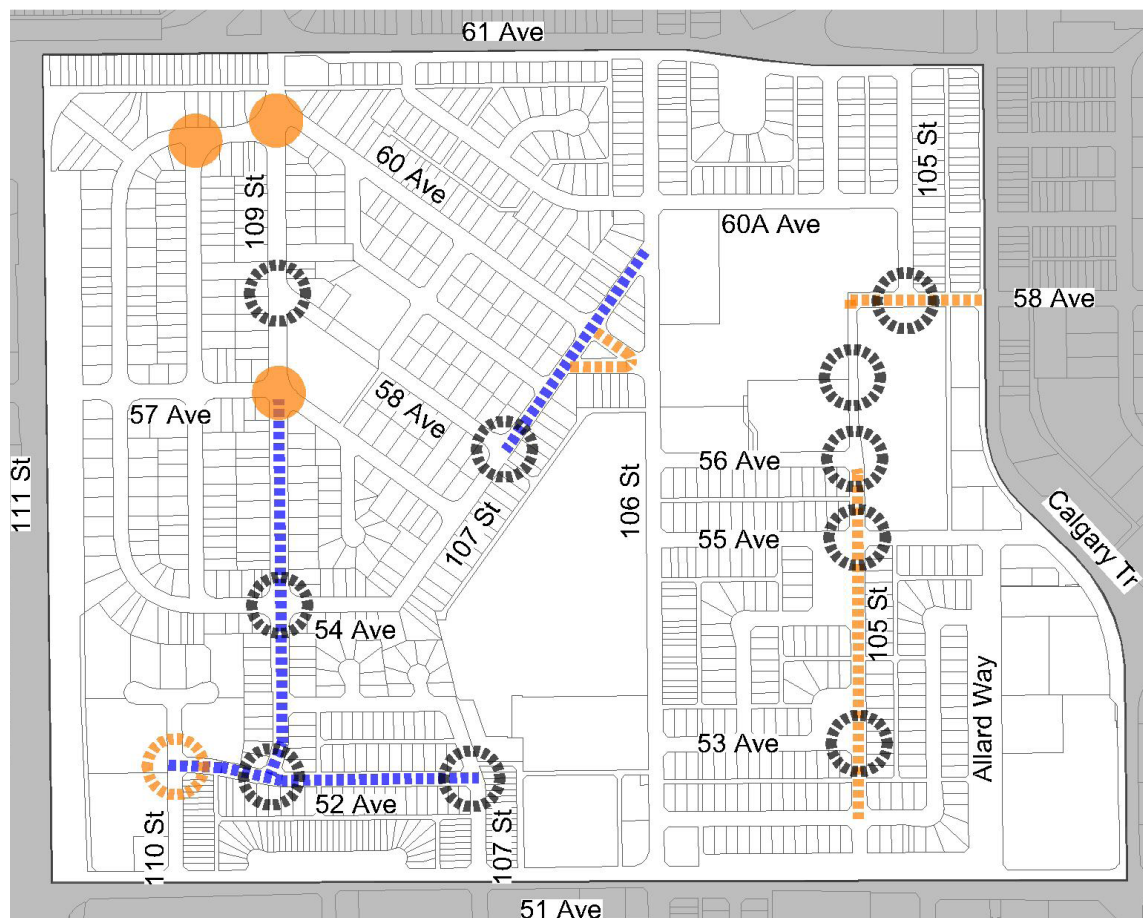 61 Ave
105 St
60 Ave
109 St
60A Ave
58 Ave
57 Ave
58 Ave
111 St
56 Ave
106 St
107 St
55 Ave
Calgary Tr
105 St
54 Ave
Allard Way
53 Ave
52 Ave
110 St
107 St
51 Ave